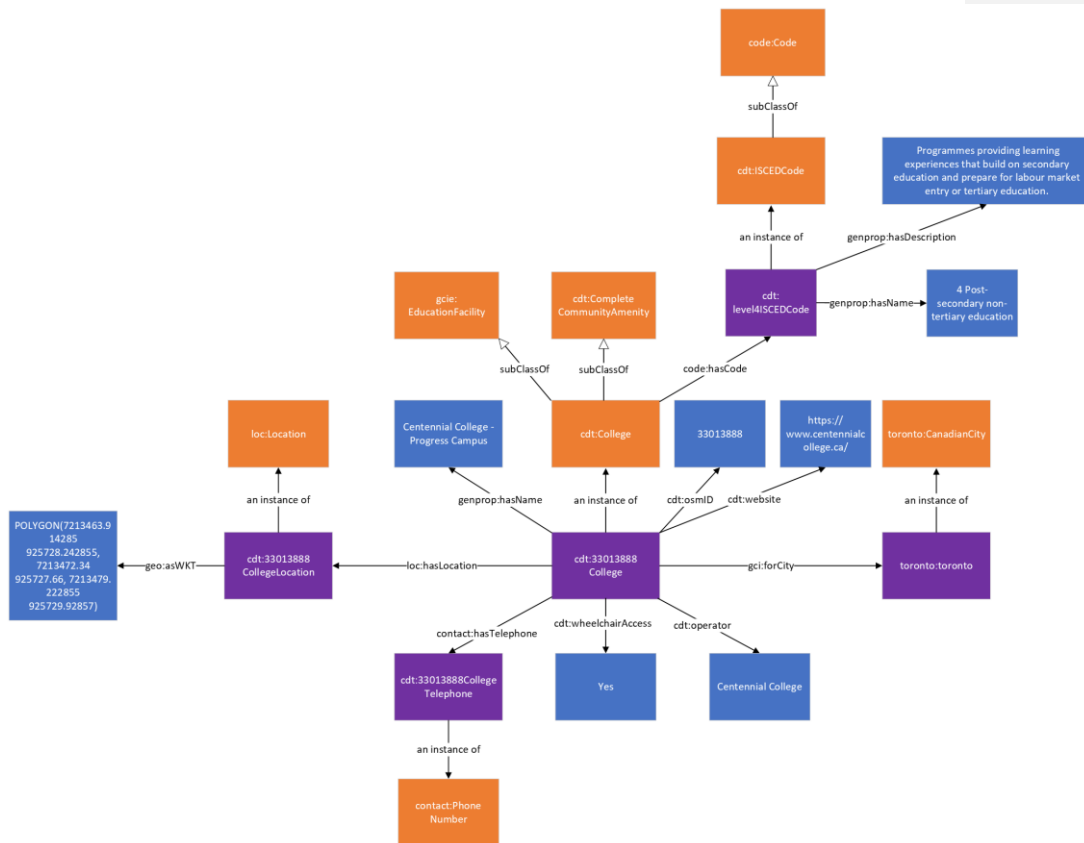 code:Code
subClassOf
cdt:ISCEDCode
Programmes providing learning
experiences that build on secondary
education and prepare for labour market
entry or tertiary education.
an instance of
genprop:hasDescription
gcie:
EducationFacility
cdt:Complete
CommunityAmenity
cdt:
level4ISCEDCode
genprop:hasName
4 Post-
secondary non-
tertiary education
subClassOf
subClassOf
code:hasCode
loc:Location
Centennial College -
Progress Campus
cdt:College
33013888
https://
www.centennialc
ollege.ca/
toronto:CanadianCity
an instance of
genprop:hasName
an instance of
cdt:osmID
cdt:website
an instance of
POLYGON(7213463.9
14285
925728.242855,
7213472.34
925727.66, 7213479.
222855
925729.92857)
geo:asWKT
cdt:33013888
CollegeLocation
loc:hasLocation
cdt:33013888
College
gci:forCity
toronto:toronto
contact:hasTelephone
cdt:wheelchairAccess
cdt:operator
cdt:33013888College
Telephone
Yes
Centennial College
an instance of
contact:Phone
Number